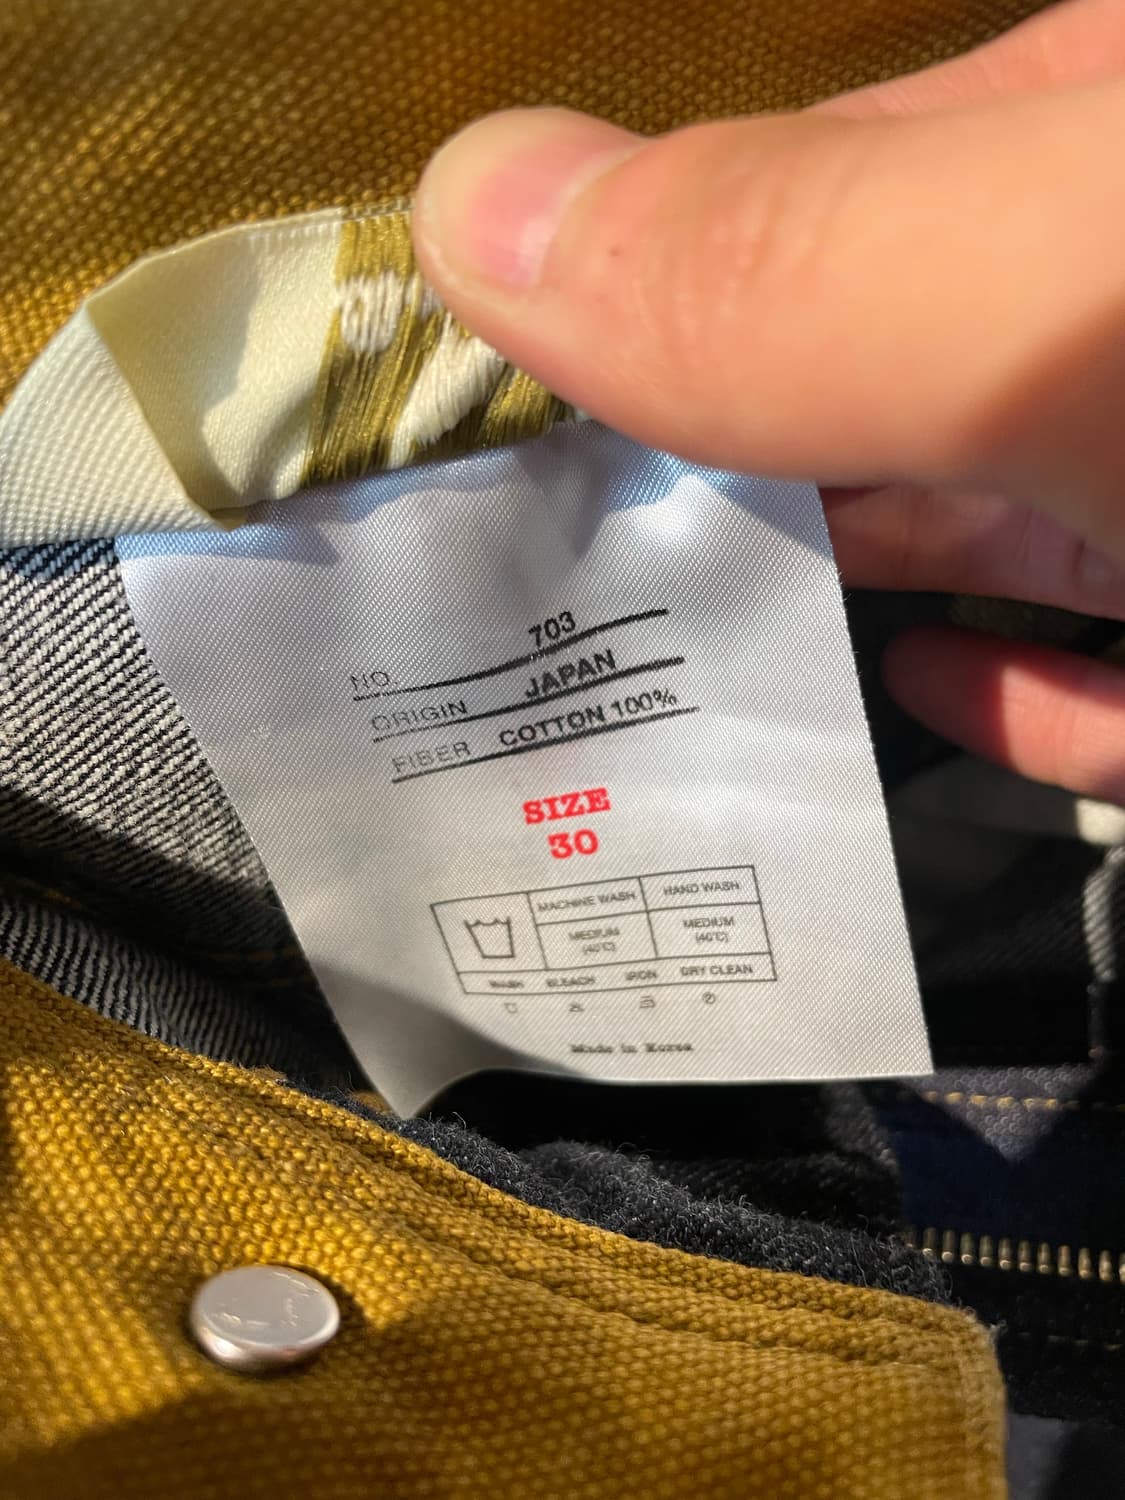 NO. 703
ORIGIN JAPAN
FIBER COTTON 100%
SIZE
30
MACHINE WASH HAND WASH
MEDIUM MEDIUM
(40°C) (40°C)
WASH BLEACH IRON DRY CLEAN
Made in Korea